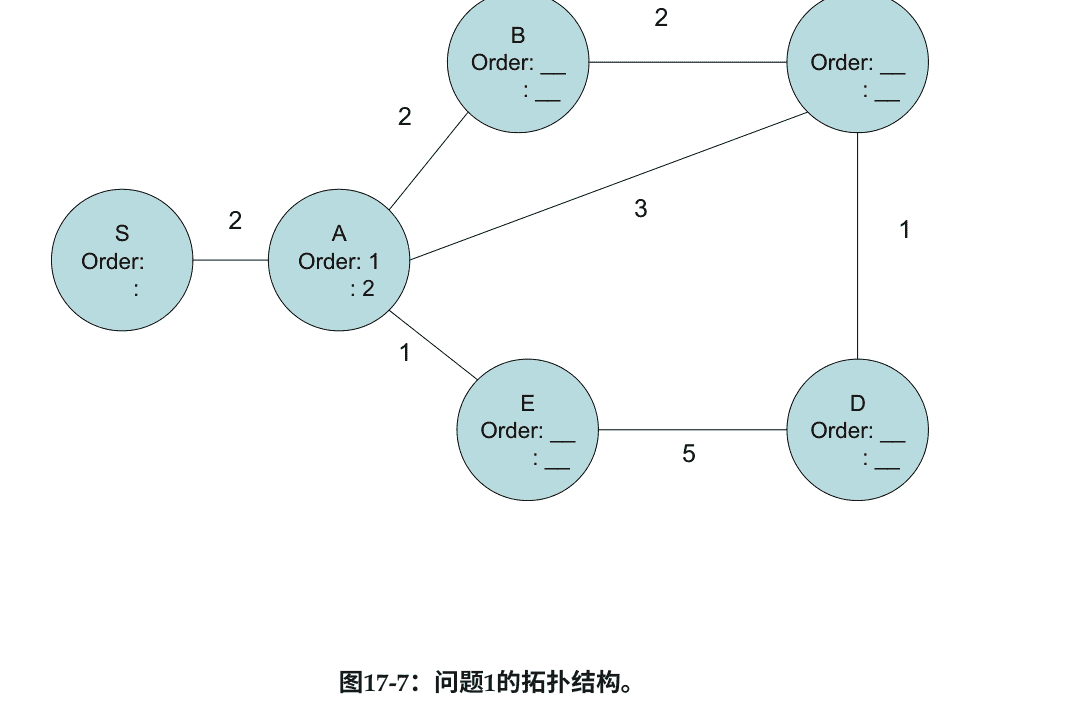 2
B
Order: __
: __
Order: __
: __
2
3
S
Order:
:
2
A
Order: 1
: 2
1
1
E
Order: __
: __
5
D
Order: __
: __
图17-7：问题1的拓扑结构。